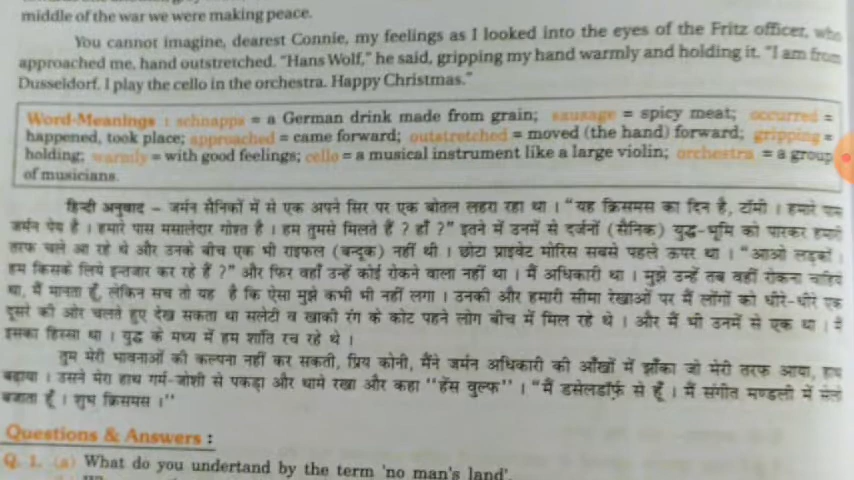 middle of the war we were making peace.
You cannot imagine, dearest Connie, my feelings as I looked into the eyes of the Fritz officer, who
approached me, hand outstretched. "Hans Wolf," he said, gripping my hand warmly and holding it. "I am from
Dusseldorf. I play the cello in the orchestra. Happy Christmas."
Word-Meanings : schnapps = a German drink made from grain; sausage = spicy meat; occurred =
happened, took place; approached = came forward; outstretched = moved (the hand) forward; gripping =
holding; warmly = with good feelings; cello = a musical instrument like a large violin; orchestra = a group
of musicians.
हिन्दी अनुवाद – जर्मन सैनिकों में से एक अपने सिर पर एक बोतल लहरा रहा था। "यह क्रिसमस का दिन है, टॉमी। हमारे पास
जर्मन पेय है। हमारे पास मसालेदार गोश्त है। हम तुमसे मिलते हैं ? हाँ ?" इतने में उनमें से दर्जनों (सैनिक) युद्ध-भूमि को पारकर हमारी
तरफ चले आ रहे थे और उनके बीच एक भी राइफल (बन्दूक) नहीं थी। छोटा प्राइवेट मोरिस सबसे पहले ऊपर था। "आओ लड़कों।
हम किसके लिये इन्तजार कर रहे हैं ?" और फिर वहाँ उन्हें कोई रोकने वाला नहीं था। मैं अधिकारी था। मुझे उन्हें तब वहीं रोकना चाहिये
था, मैं मानता हूँ, लेकिन सच तो यह है कि ऐसा मुझे कभी भी नहीं लगा। उनकी और हमारी सीमा रेखाओं पर मैं लोगों को धीरे-धीरे एक
दूसरे की ओर चलते हुए देख सकता था सलेटी व खाकी रंग के कोट पहने लोग बीच में मिल रहे थे। और मैं भी उनमें से एक था। मैं
इसका हिस्सा था। युद्ध के मध्य में हम शांति रच रहे थे।
तुम मेरी भावनाओं की कल्पना नहीं कर सकती, प्रिय कोनी, मैंने जर्मन अधिकारी की आँखों में झाँका जो मेरी तरफ आया, हाथ
बढ़ाया। उसने मेरा हाथ गर्म-जोशी से पकड़ा और थामे रखा और कहा "हँस वुल्फ"। "मैं डसेलडॉर्फ़ से हूँ। मैं संगीत मण्डली में सेलो
बजाता हूँ। शुभ क्रिसमस।"
Questions & Answers :
Q. 1. (a) What do you undertand by the term 'no man's land'.